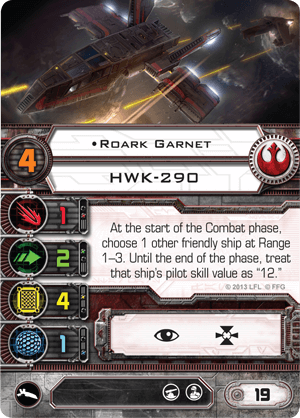 •Roark Garnet
4
HWK-290
1
At the start of the Combat phase,
choose 1 other friendly ship at Range
1–3. Until the end of the phase, treat
that ship's pilot skill value as "12."
2
© 2013 LFL © FFG
4
1
19